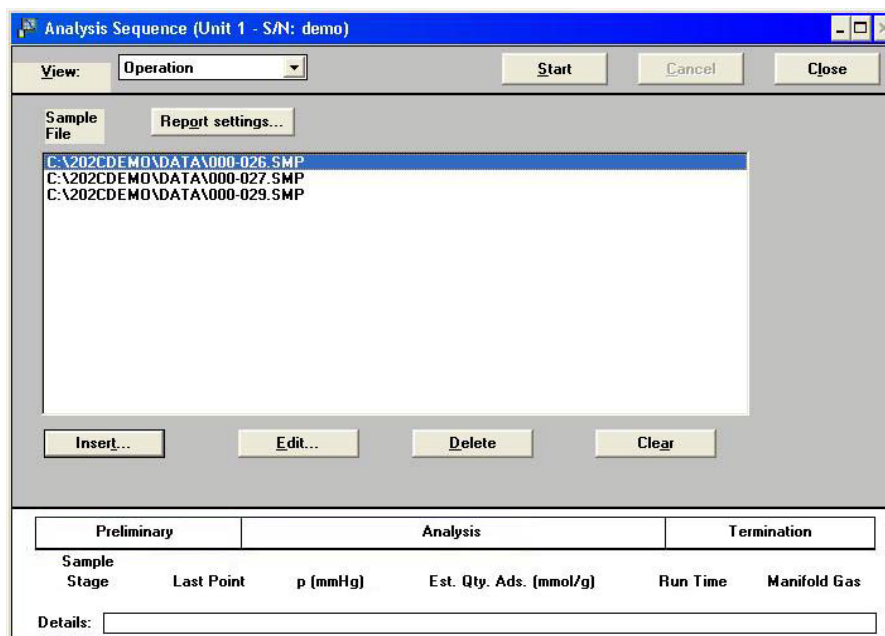 Analysis Sequence (Unit 1 - S/N: demo)
View: Operation Start Cancel Close
Sample
File
Report settings...
C:\202CDEMO\DATA\000-026.SMP
C:\202CDEMO\DATA\000-027.SMP
C:\202CDEMO\DATA\000-029.SMP
Insert... Edit... Delete Clear
Preliminary Analysis Termination
Sample
Stage Last Point p (mmHg) Est. Qty. Ads. (mmol/g) Run Time Manifold Gas
Details: